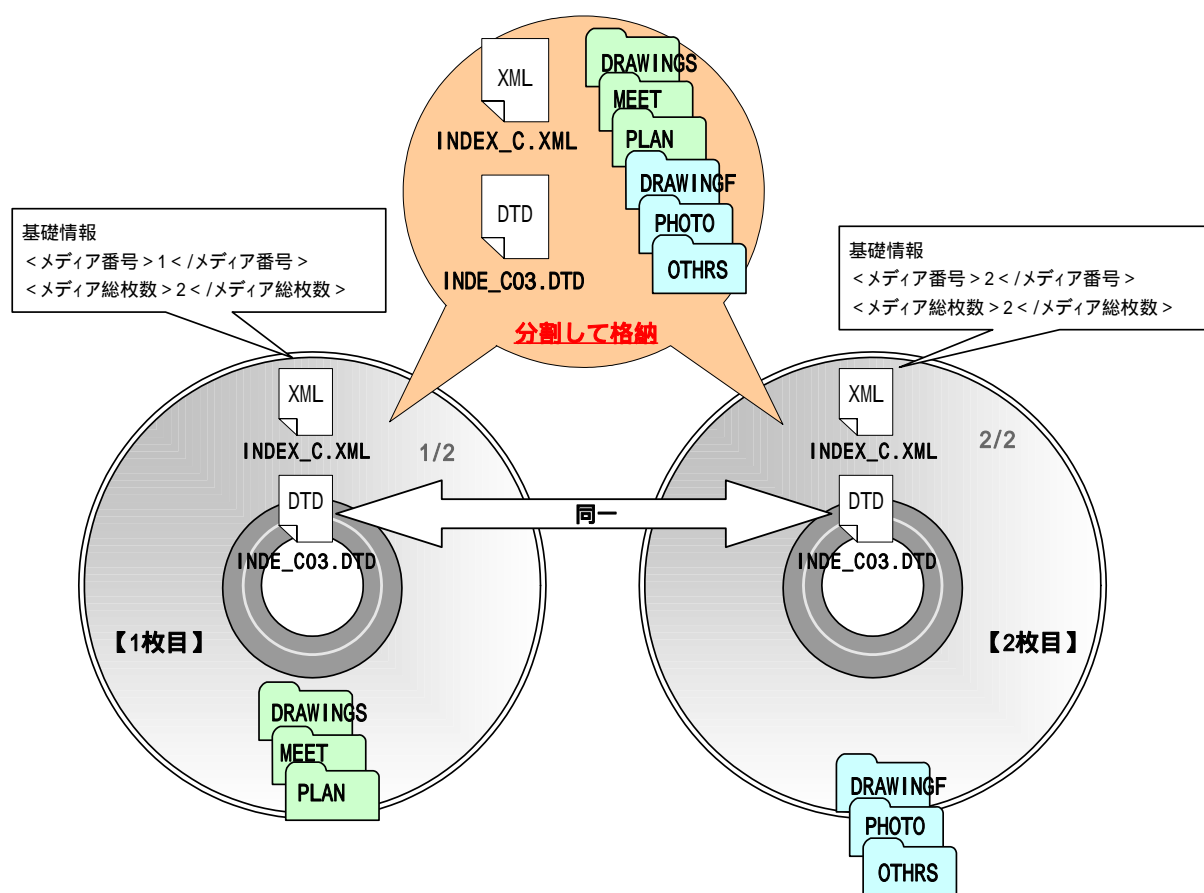 XML
INDEX_C.XML
DTD
INDE_C03.DTD
DRAWINGS
MEET
PLAN
DRAWINGF
PHOTO
OTHRS
分割して格納
基礎情報
<メディア番号>1</メディア番号>
<メディア総枚数>2</メディア総枚数>
基礎情報
<メディア番号>2</メディア番号>
<メディア総枚数>2</メディア総枚数>
XML
INDEX_C.XML
1/2
DTD
INDE_C03.DTD
【1枚目】
DRAWINGS
MEET
PLAN
同一
XML
INDEX_C.XML
2/2
DTD
INDE_C03.DTD
【2枚目】
DRAWINGF
PHOTO
OTHRS